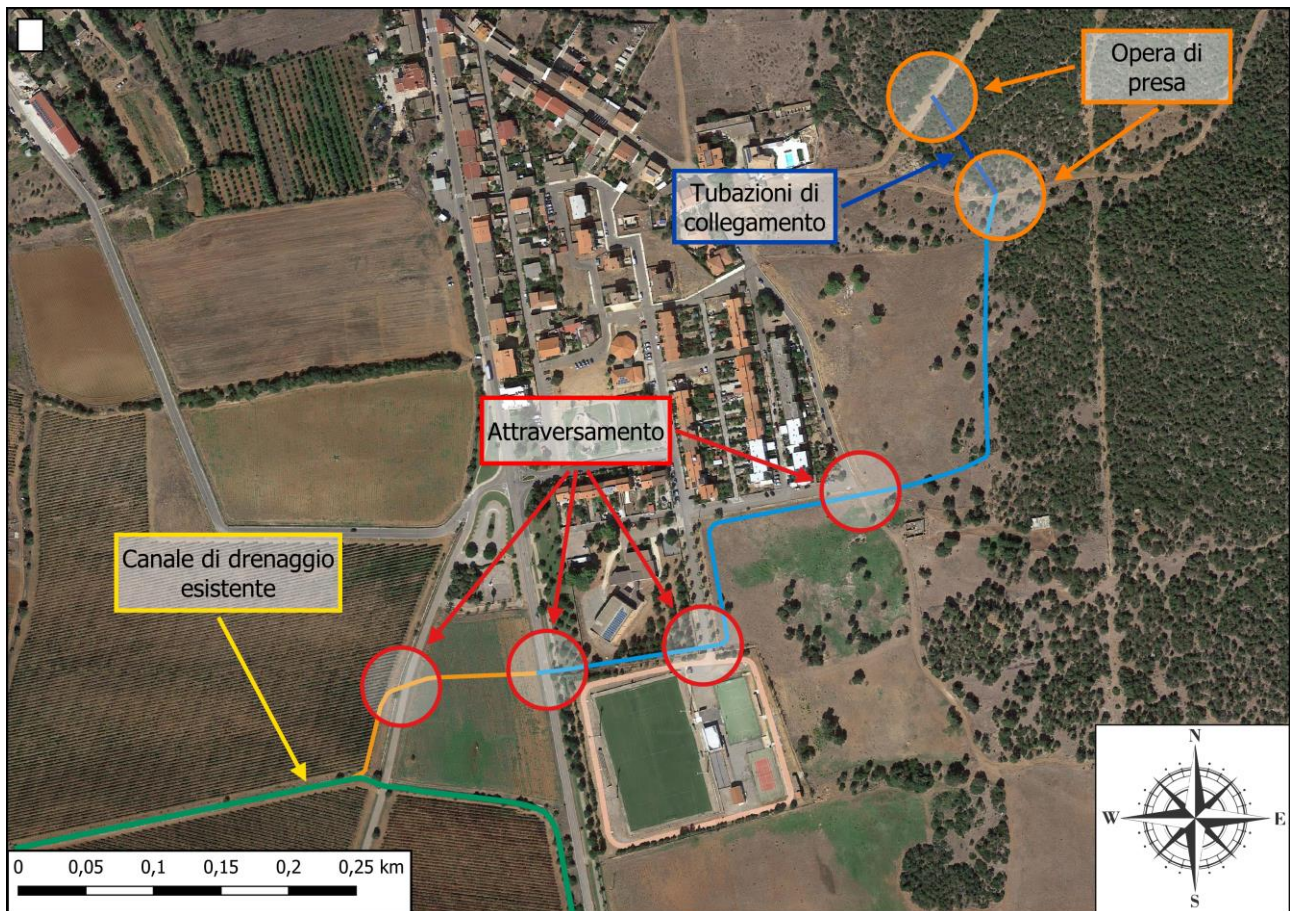 Opera di
presa
Tubazioni di
collegamento
Attraversamento
Canale di drenaggio
esistente
N
W E
S
0 0,05 0,1 0,15 0,2 0,25 km